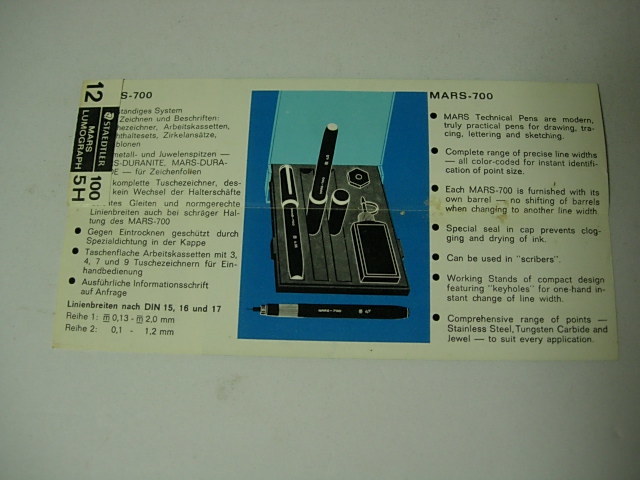 12
STAEDTLER
MARS
LUMOGRAPH
100
5H
S-700
ständiges System
Zeichnen und Beschriften:
hezeichner, Arbeitskassetten,
hthaltesets, Zirkelansätze,
blonen
metall- und Juwelenspitzen —
S-DURANITE, MARS-DURA-
E — für Zeichenfolien
komplette Tuschezeichner, des-
kein Wechsel der Halterschäfte
tes Gleiten und normgerechte
Linienbreiten auch bei schräger Hal-
tung des MARS-700
Gegen Eintrocknen geschützt durch
Spezialdichtung in der Kappe
Taschenflache Arbeitskassetten mit 3,
4, 7 und 9 Tuschezeichnern für Ein-
handbedienung
Ausführliche Informationsschrift
auf Anfrage
Linienbreiten nach DIN 15, 16 und 17
Reihe 1: m 0,13 - m 2,0 mm
Reihe 2: 0,1 - 1,2 mm
MARS-700
MARS Technical Pens are modern,
truly practical pens for drawing, tra-
cing, lettering and sketching.
Complete range of precise line widths
— all color-coded for instant identifi-
cation of point size.
Each MARS-700 is furnished with its
own barrel — no shifting of barrels
when changing to another line width.
Special seal in cap prevents clog-
ging and drying of ink.
Can be used in "scribers".
Working Stands of compact design
featuring "keyholes" for one-hand in-
stant change of line width.
Comprehensive range of points —
Stainless Steel, Tungsten Carbide and
Jewel — to suit every application.